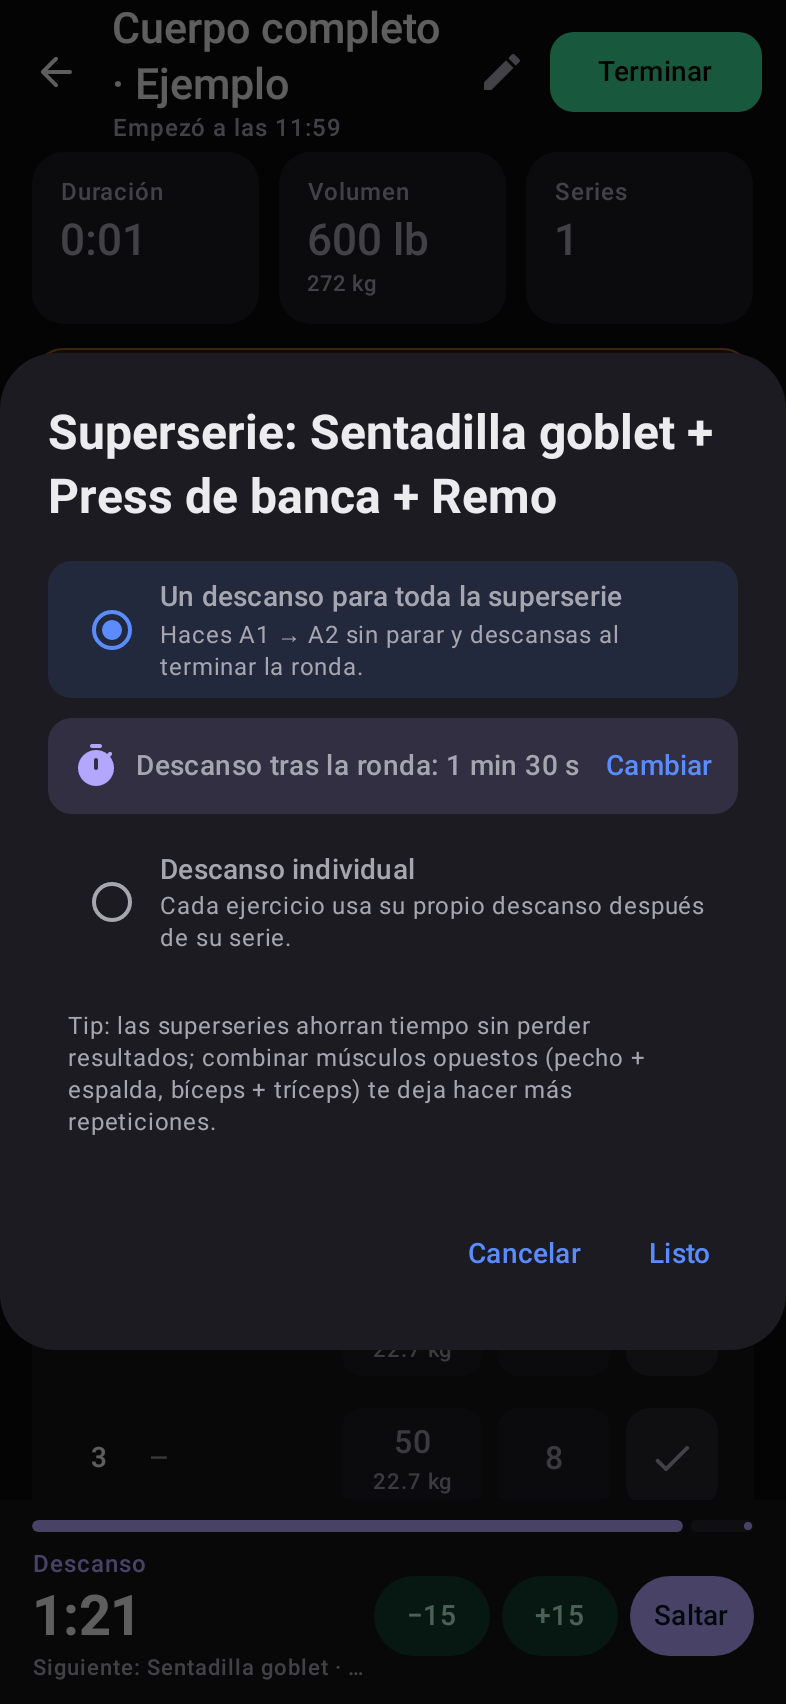 Cuerpo completo
· Ejemplo
Empezó a las 11:59
Terminar
Duración
0:01
Volumen
600 lb
272 kg
Series
1
Superserie: Sentadilla goblet +
Press de banca + Remo
Un descanso para toda la superserie
Haces A1 → A2 sin parar y descansas al
terminar la ronda.
Descanso tras la ronda: 1 min 30 s
Cambiar
Descanso individual
Cada ejercicio usa su propio descanso después
de su serie.
Tip: las superseries ahorran tiempo sin perder
resultados; combinar músculos opuestos (pecho +
espalda, bíceps + tríceps) te deja hacer más
repeticiones.
Cancelar
Listo
22.7 kg
3
–
50
22.7 kg
8
Descanso
1:21
Siguiente: Sentadilla goblet · …
−15
+15
Saltar